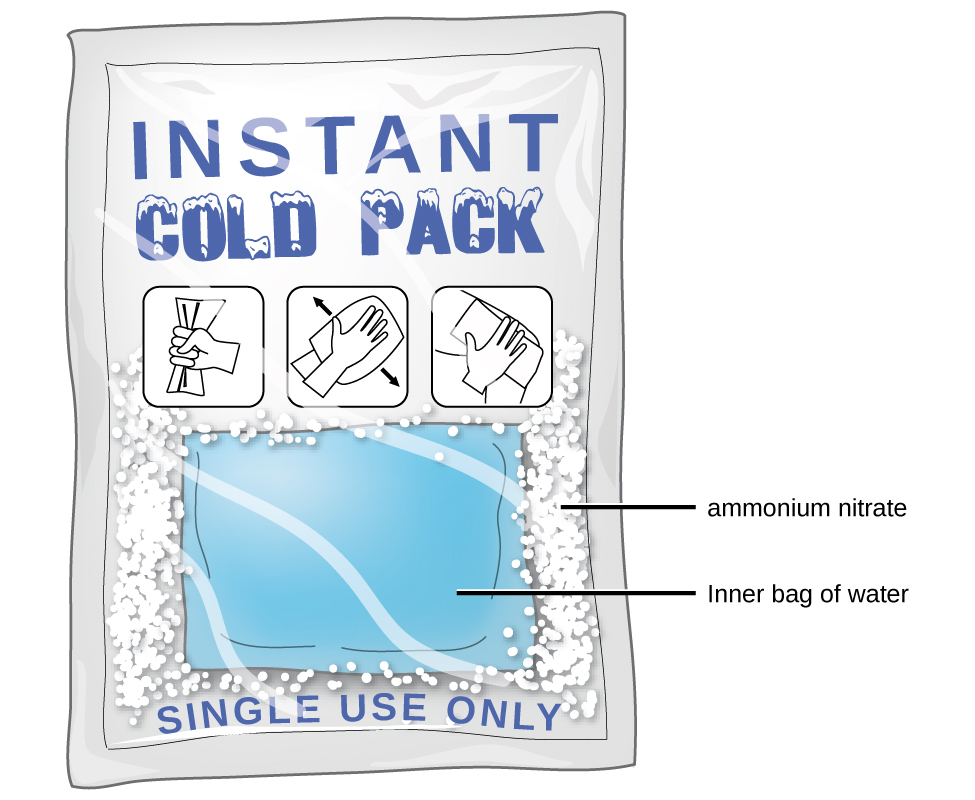 INSTANT
COLD PACK
ammonium nitrate
Inner bag of water
SINGLE USE ONLY